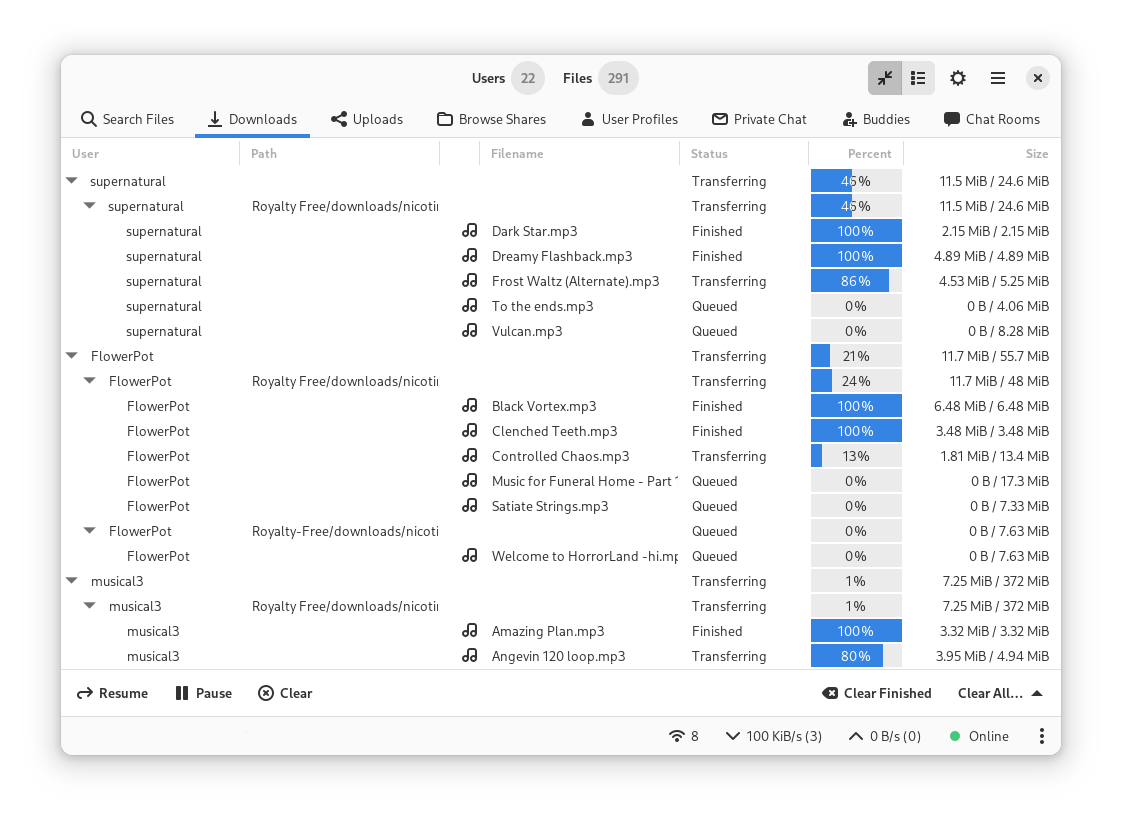 Users 22 Files 291
Search Files Downloads Uploads Browse Shares User Profiles Private Chat Buddies Chat Rooms
User Path Filename Status Percent Size
supernatural Transferring 46% 11.5 MiB / 24.6 MiB
supernatural Royalty Free/downloads/nicotin Transferring 46% 11.5 MiB / 24.6 MiB
supernatural Dark Star.mp3 Finished 100% 2.15 MiB / 2.15 MiB
supernatural Dreamy Flashback.mp3 Finished 100% 4.89 MiB / 4.89 MiB
supernatural Frost Waltz (Alternate).mp3 Transferring 86% 4.53 MiB / 5.25 MiB
supernatural To the ends.mp3 Queued 0% 0 B / 4.06 MiB
supernatural Vulcan.mp3 Queued 0% 0 B / 8.28 MiB
FlowerPot Transferring 21% 11.7 MiB / 55.7 MiB
FlowerPot Royalty Free/downloads/nicotin Transferring 24% 11.7 MiB / 48 MiB
FlowerPot Black Vortex.mp3 Finished 100% 6.48 MiB / 6.48 MiB
FlowerPot Clenched Teeth.mp3 Finished 100% 3.48 MiB / 3.48 MiB
FlowerPot Controlled Chaos.mp3 Transferring 13% 1.81 MiB / 13.4 MiB
FlowerPot Music for Funeral Home - Part 1 Queued 0% 0 B / 17.3 MiB
FlowerPot Satiate Strings.mp3 Queued 0% 0 B / 7.33 MiB
FlowerPot Royalty-Free/downloads/nicotin Queued 0% 0 B / 7.63 MiB
FlowerPot Welcome to HorrorLand -hi.mp Queued 0% 0 B / 7.63 MiB
musical3 Transferring 1% 7.25 MiB / 372 MiB
musical3 Royalty Free/downloads/nicotin Transferring 1% 7.25 MiB / 372 MiB
musical3 Amazing Plan.mp3 Finished 100% 3.32 MiB / 3.32 MiB
musical3 Angevin 120 loop.mp3 Transferring 80% 3.95 MiB / 4.94 MiB
Resume Pause Clear Clear Finished Clear All...
8 100 KiB/s (3) 0 B/s (0) Online